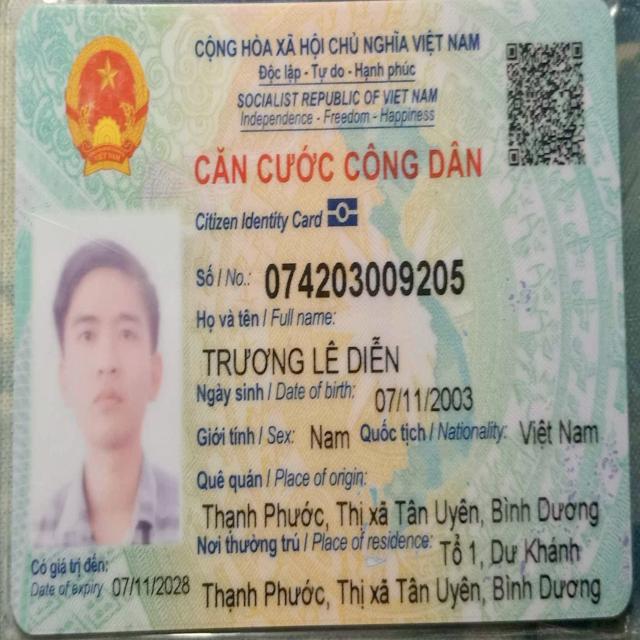 CỘNG HÒA XÃ HỘI CHỦ NGHĨA VIỆT NAM
Độc lập - Tự do - Hạnh phúc
SOCIALIST REPUBLIC OF VIET NAM
Independence - Freedom - Happiness
CĂN CƯỚC CÔNG DÂN
Citizen Identity Card
Số / No.: 074203009205
Họ và tên / Full name:
TRƯƠNG LÊ DIỄN
Ngày sinh / Date of birth: 07/11/2003
Giới tính / Sex: Nam Quốc tịch / Nationality: Việt Nam
Quê quán / Place of origin:
Thạnh Phước, Thị xã Tân Uyên, Bình Dương
Nơi thường trú / Place of residence: Tổ 1, Dư Khánh
Thạnh Phước, Thị xã Tân Uyên, Bình Dương
Có giá trị đến:
Date of expiry 07/11/2028